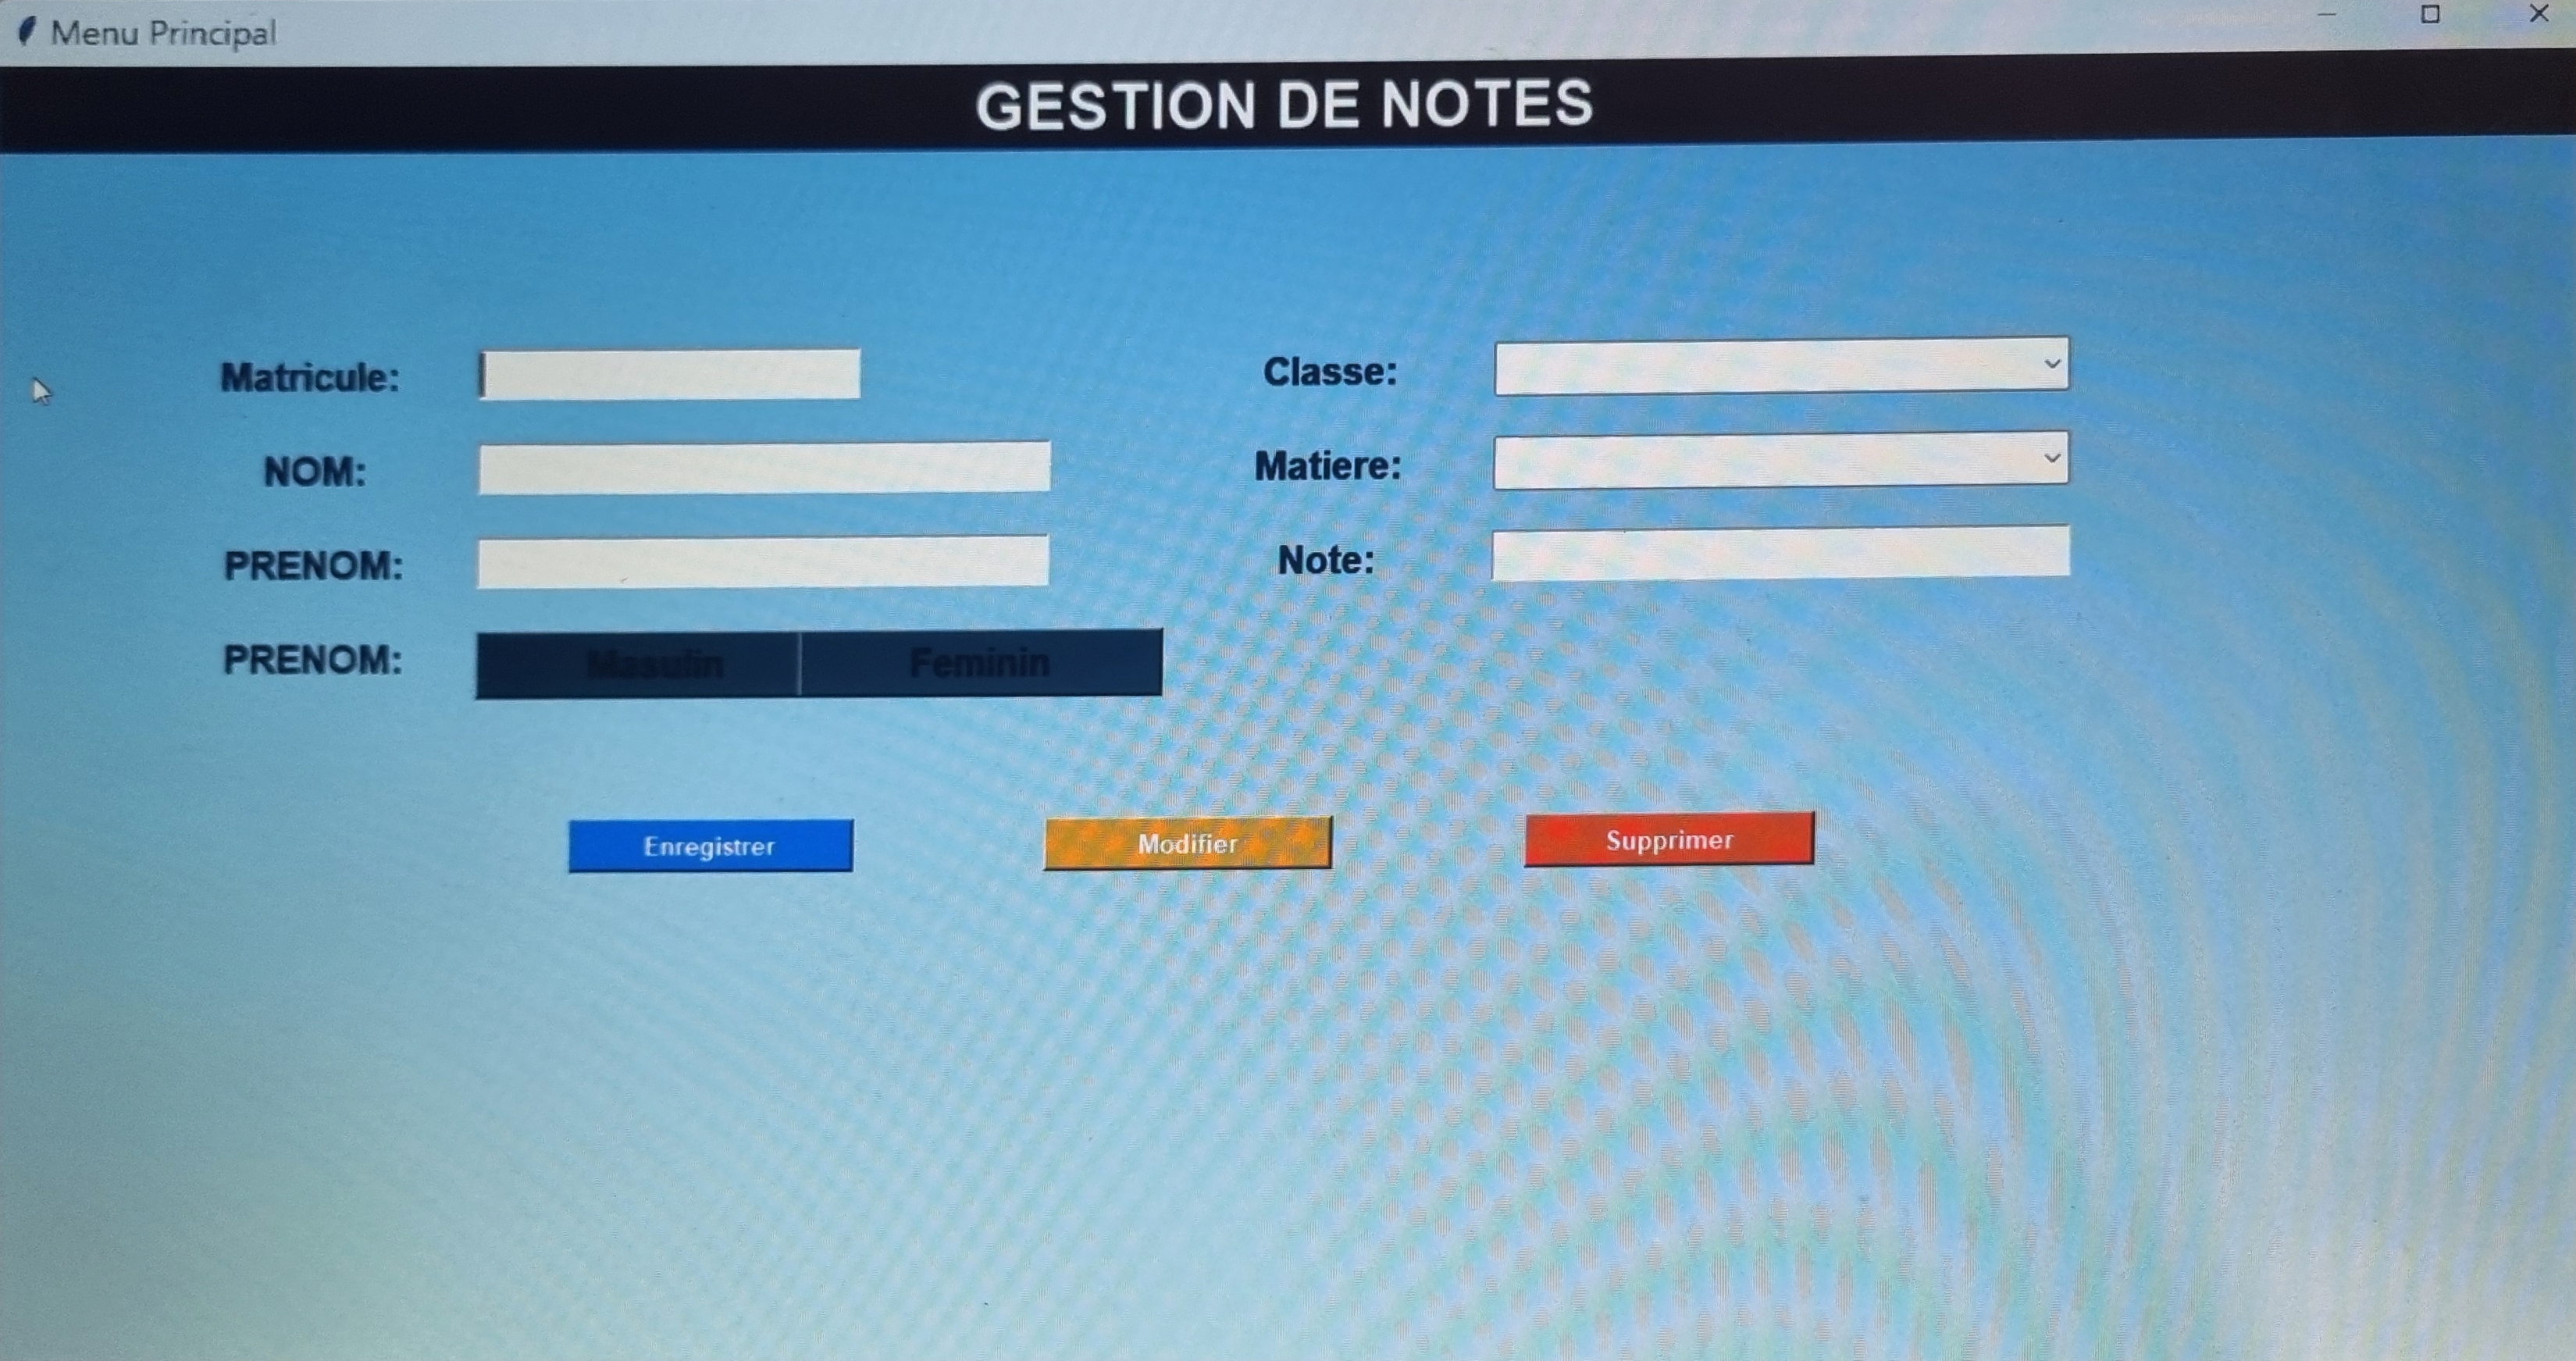 Menu Principal
GESTION DE NOTES
Matricule:
Classe:
NOM:
Matiere:
PRENOM:
Note:
PRENOM:
Masulin
Feminin
Enregistrer
Modifier
Supprimer